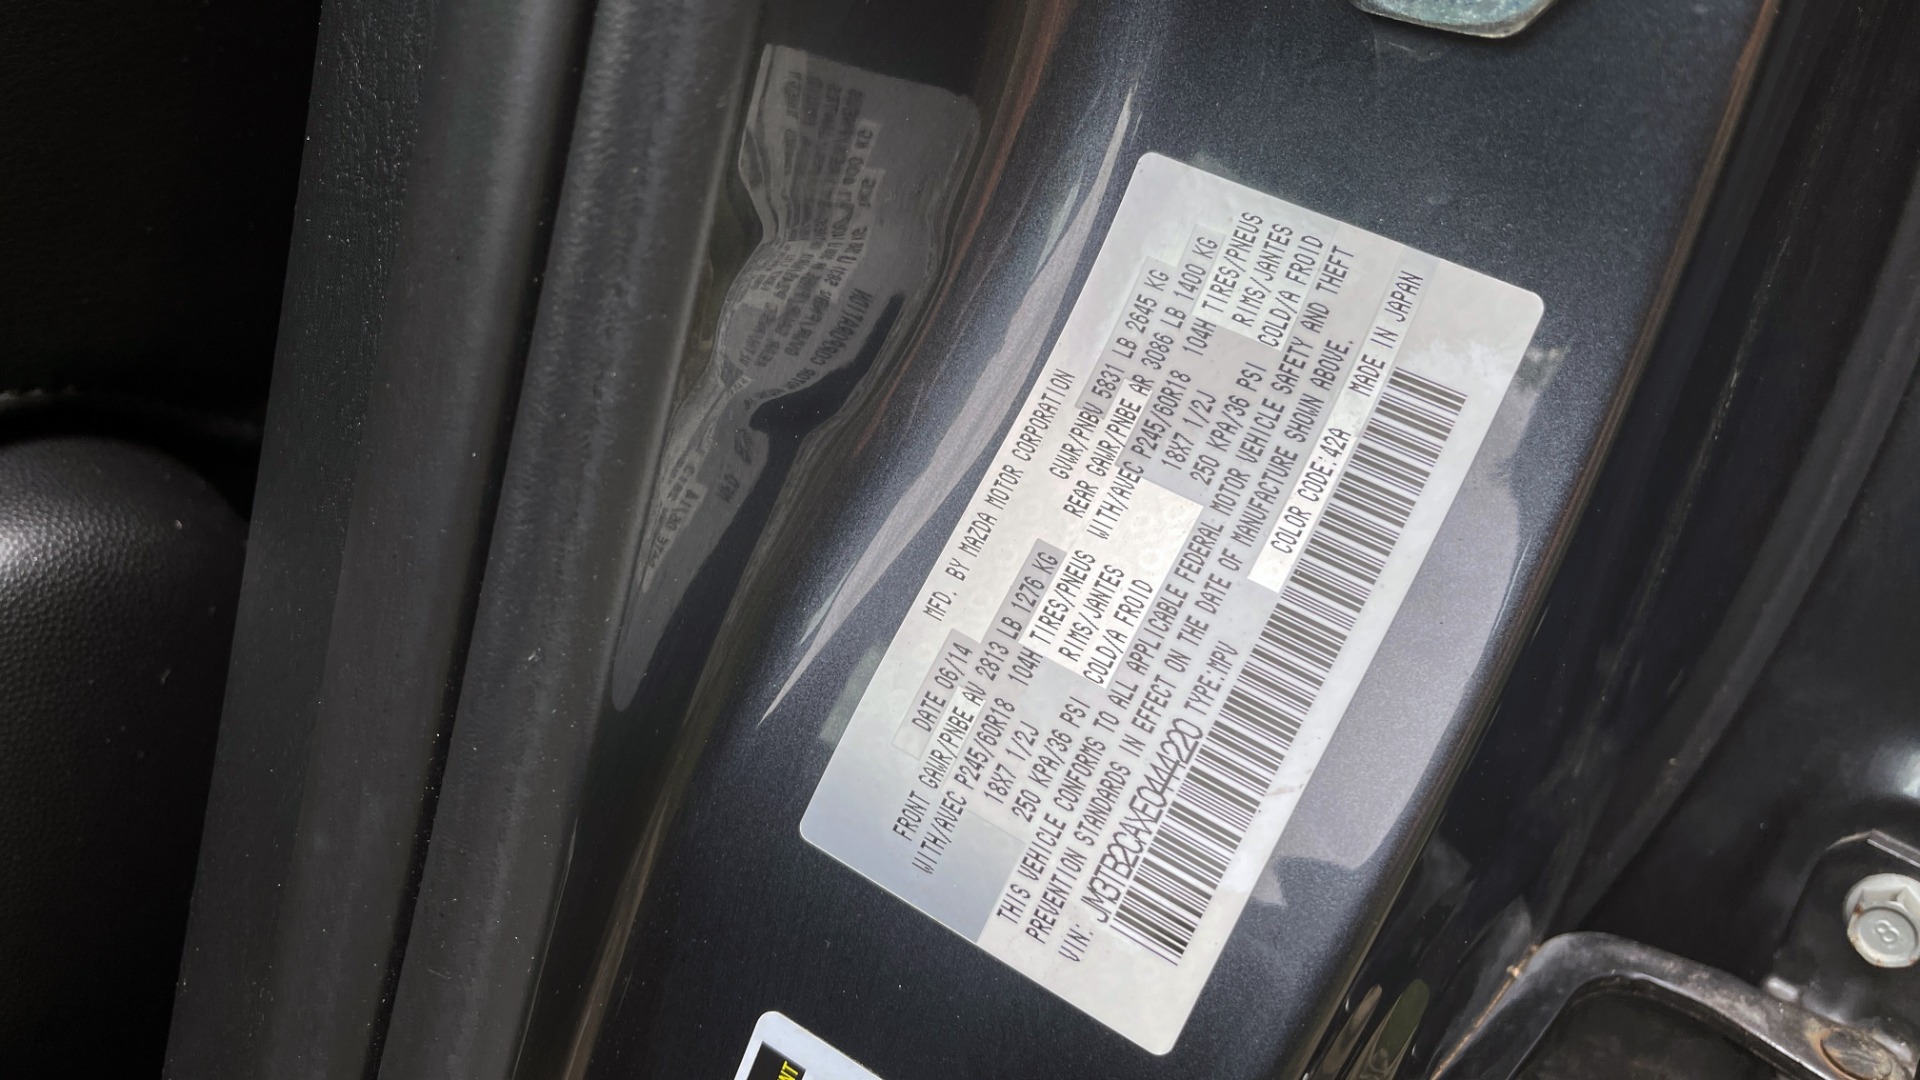 MFD. BY MAZDA MOTOR CORPORATION
DATE 06/14 GVWR/PNBV 5831 LB 2645 KG
FRONT GAWR/PNBE AV 2813 LB 1276 KG REAR GAWR/PNBE AR 3086 LB 1400 KG
WITH/AVEC P245/60R18 104H TIRES/PNEUS WITH/AVEC P245/60R18 104H TIRES/PNEUS
18X7 1/2J RIMS/JANTES 18X7 1/2J RIMS/JANTES
250 KPA/36 PSI COLD/A FROID 250 KPA/36 PSI COLD/A FROID
THIS VEHICLE CONFORMS TO ALL APPLICABLE FEDERAL MOTOR VEHICLE SAFETY AND THEFT
PREVENTION STANDARDS IN EFFECT ON THE DATE OF MANUFACTURE SHOWN ABOVE.
VIN: JM3TB2CAXE0444220 TYPE:MPV COLOR CODE:42A MADE IN JAPAN
8